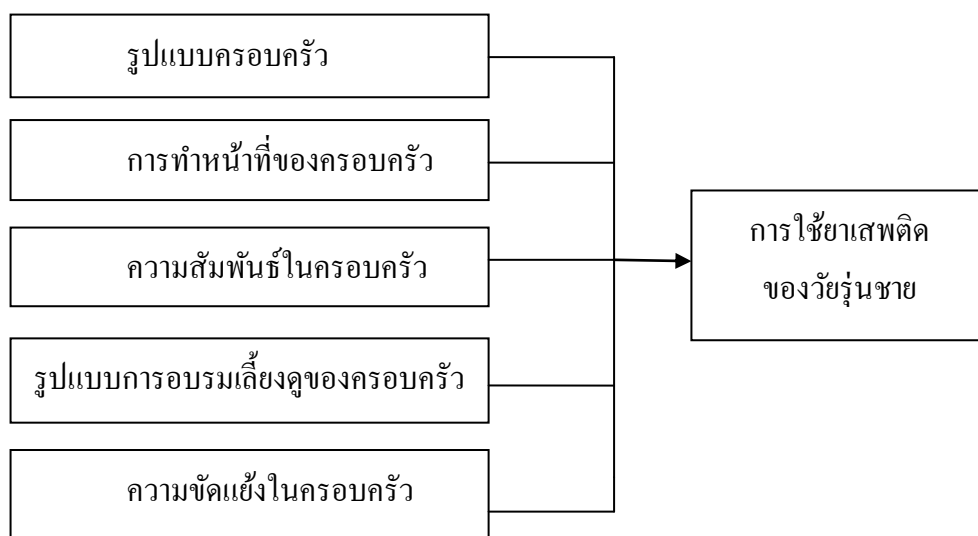 รูปแบบครอบครัว
การทำหน้าที่ของครอบครัว
ความสัมพันธ์ในครอบครัว
รูปแบบการอบรมเลี้ยงดูของครอบครัว
ความขัดแย้งในครอบครัว
การใช้ยาเสพติด
ของวัยรุ่นชาย